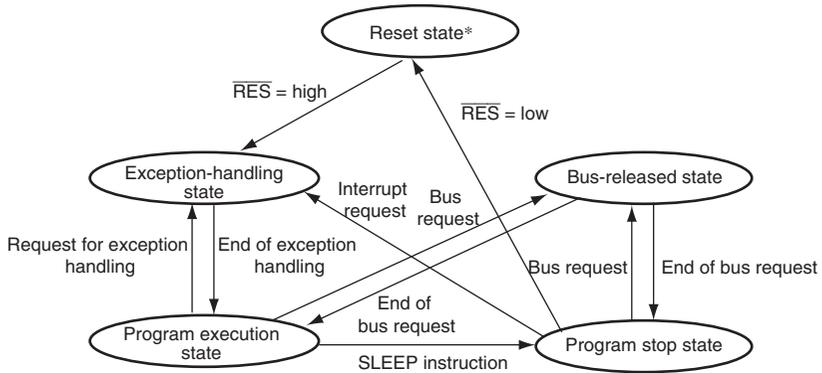 Reset state*
R̅E̅S̅ = high
R̅E̅S̅ = low
Exception-handling
state
Interrupt
request
Bus
request
Bus-released state
Request for exception
handling
End of exception
handling
Bus request
End of bus request
End of
bus request
Program execution
state
SLEEP instruction
Program stop state